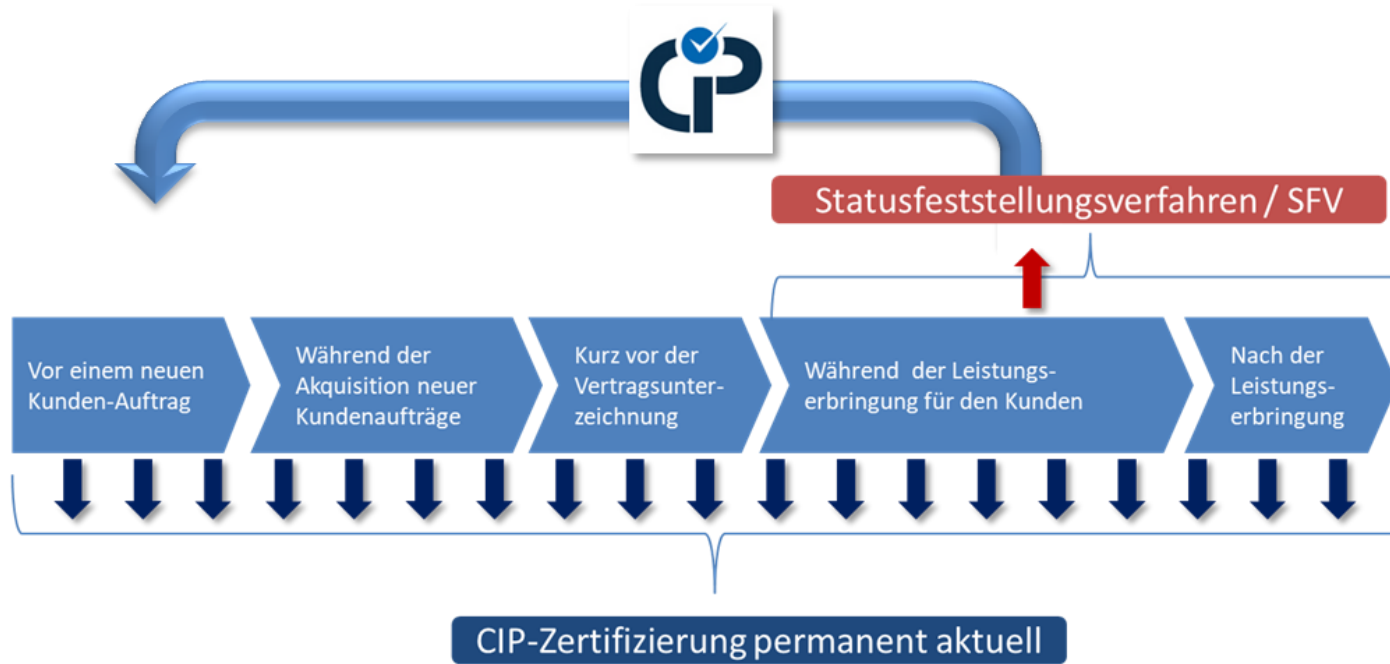 CIP
Statusfeststellungsverfahren / SFV
Vor einem neuen
Kunden-Auftrag
Während der
Akquisition neuer
Kundenaufträge
Kurz vor der
Vertragsunter-
zeichnung
Während der Leistungs-
erbringung für den Kunden
Nach der
Leistungs-
erbringung
CIP-Zertifizierung permanent aktuell